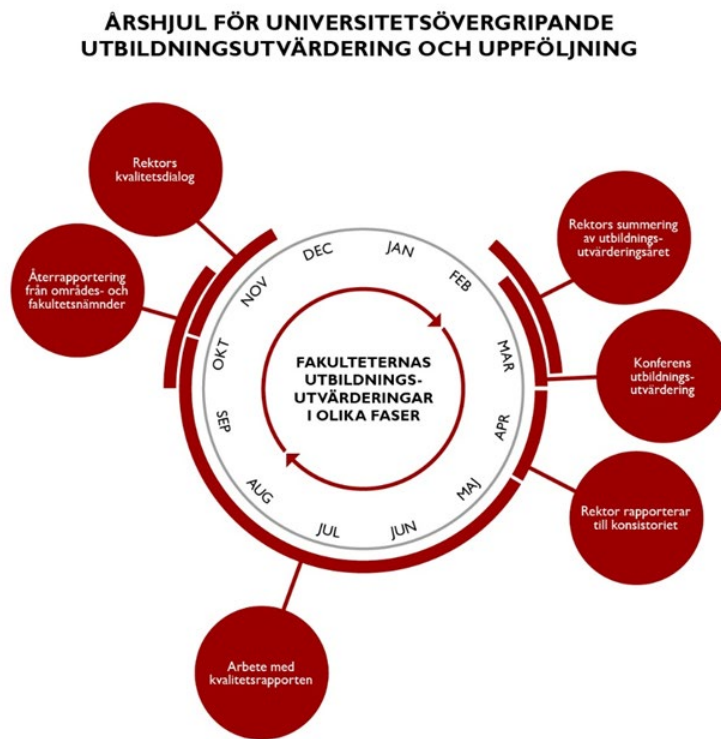 ÅRSHJUL FÖR UNIVERSITETSÖVERGRIPANDE
UTBILDNINGSUTVÄRDERING OCH UPPFÖLJNING
Rektors
kvalitetsdialog
Återrapportering
från områdes- och
fakultetsnämnder
Rektors summering
av utbildnings-
utvärderingsåret
Konferens
utbildnings-
utvärdering
Rektor rapporterar
till konsistoriet
Arbete med
kvalitetsrapporten
JAN
FEB
MAR
APR
MAJ
JUN
JUL
AUG
SEP
OKT
NOV
DEC
FAKULTETERNAS
UTBILDNINGS-
UTVÄRDERINGAR
I OLIKA FASER